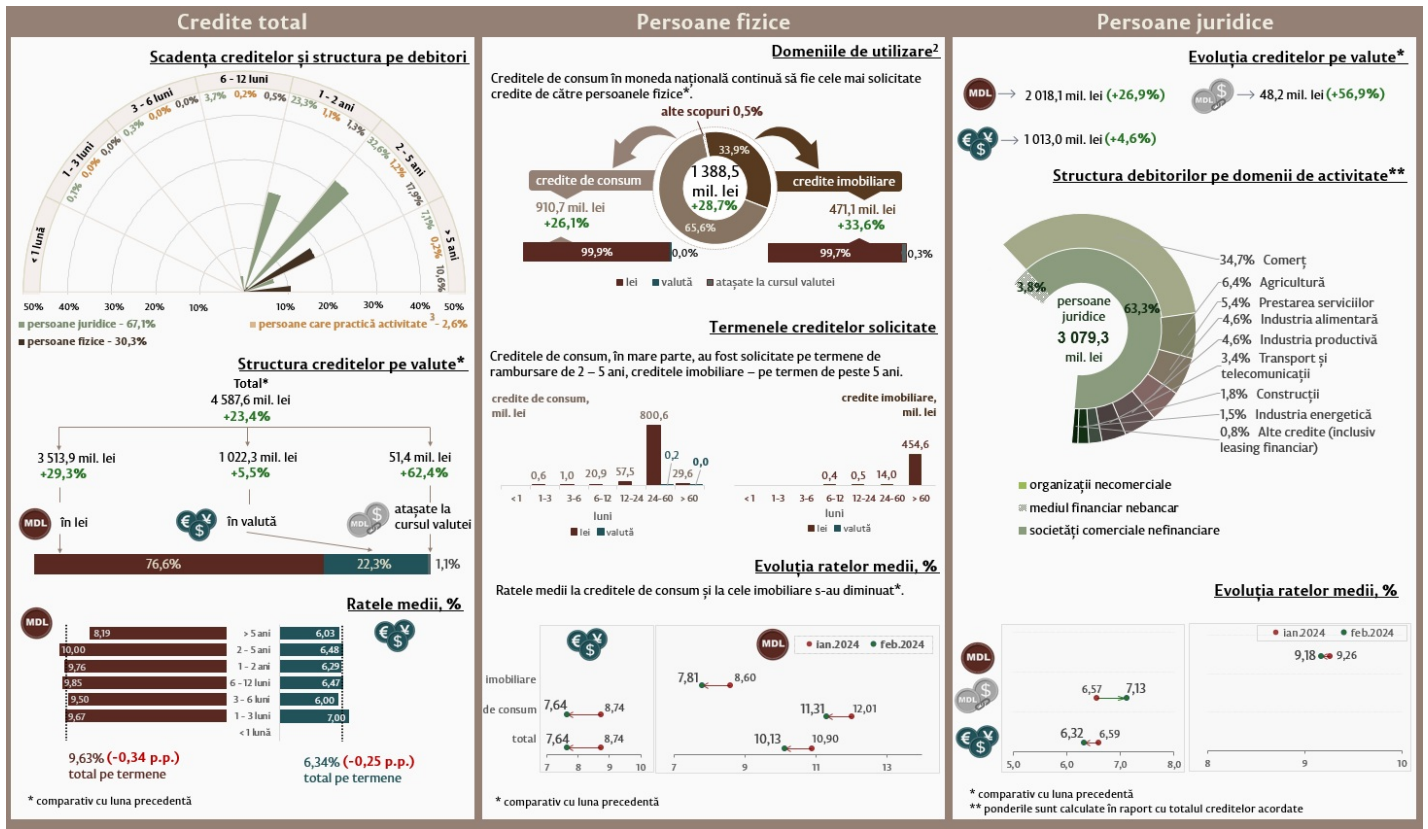 Credite total
Scadența creditelor și structura pe debitori
6 - 12 luni
3 - 6 luni
1 - 2 ani
1 - 3 luni
2 - 5 ani
< 1 lună
> 5 ani
0,1%
0,0%
0,0%
0,3%
0,0%
0,0%
3,7%
0,2%
0,5%
23,3%
1,1%
1,3%
32,6%
1,2%
17,9%
7,1%
0,2%
10,6%
50% 40% 30% 20% 10% 10% 20% 30% 40% 50%
persoane juridice - 67,1%
persoane care practică activitate 3 - 2,6%
persoane fizice - 30,3%
Structura creditelor pe valute*
Total*
4 587,6 mil. lei
+23,4%
3 513,9 mil. lei
+29,3%
1 022,3 mil. lei
+5,5%
51,4 mil. lei
+62,4%
MDL
în lei
€ ¥ $
în valută
MDL $
atașate la
cursul valutei
76,6% 22,3% 1,1%
Ratele medii, %
MDL
€ ¥ $
8,19 > 5 ani 6,03
10,00 2 - 5 ani 6,48
9,76 1 - 2 ani 6,29
9,85 6 - 12 luni 6,47
9,50 3 - 6 luni 6,00
9,67 1 - 3 luni 7,00
< 1 lună
9,63% (-0,34 p.p.)
total pe termene
6,34% (-0,25 p.p.)
total pe termene
* comparativ cu luna precedentă
Persoane fizice
Domeniile de utilizare2
Creditele de consum în moneda națională continuă să fie cele mai solicitate
credite de către persoanele fizice*.
alte scopuri 0,5%
33,9%
1 388,5
mil. lei
+28,7%
65,6%
credite de consum
910,7 mil. lei
+26,1%
credite imobiliare
471,1 mil. lei
+33,6%
99,9% 0,0%
99,7% 0,3%
lei valută atașate la cursul valutei
Termenele creditelor solicitate
Creditele de consum, în mare parte, au fost solicitate pe termene de
rambursare de 2 – 5 ani, creditele imobiliare – pe termen de peste 5 ani.
credite de consum,
mil. lei
0,6 1,0 20,9 57,5 800,6 0,2 29,6 0,0
< 1 1-3 3-6 6-12 12-24 24-60 > 60
luni
lei valută
credite imobiliare,
mil. lei
0,4 0,5 14,0 454,6
< 1 1-3 3-6 6-12 12-24 24-60 > 60
luni
lei valută
Evoluția ratelor medii, %
Ratele medii la creditele de consum și la cele imobiliare s-au diminuat*.
€ ¥ $
MDL
ian.2024 feb.2024
imobiliare 7,81 8,60
de consum 7,64 8,74 11,31 12,01
total 7,64 8,74 10,13 10,90
7 8 9 10
7 9 11 13
* comparativ cu luna precedentă
Persoane juridice
Evoluția creditelor pe valute*
MDL
2 018,1 mil. lei (+26,9%)
MDL $
48,2 mil. lei (+56,9%)
€ ¥ $
1 013,0 mil. lei (+4,6%)
Structura debitorilor pe domenii de activitate**
3,8%
63,3%
persoane
juridice
3 079,3
mil. lei
34,7% Comerț
6,4% Agricultură
5,4% Prestarea serviciilor
4,6% Industria alimentară
4,6% Industria productivă
3,4% Transport și
telecomunicații
1,8% Construcții
1,5% Industria energetică
0,8% Alte credite (inclusiv
leasing financiar)
organizații necomerciale
mediul financiar nebancar
societăți comerciale nefinanciare
Evoluția ratelor medii, %
ian.2024 feb.2024
MDL
9,18 9,26
MDL $
6,57 7,13
€ ¥ $
6,32 6,59
5,0 6,0 7,0 8,0
8 9 10
* comparativ cu luna precedentă
** ponderile sunt calculate în raport cu totalul creditelor acordate